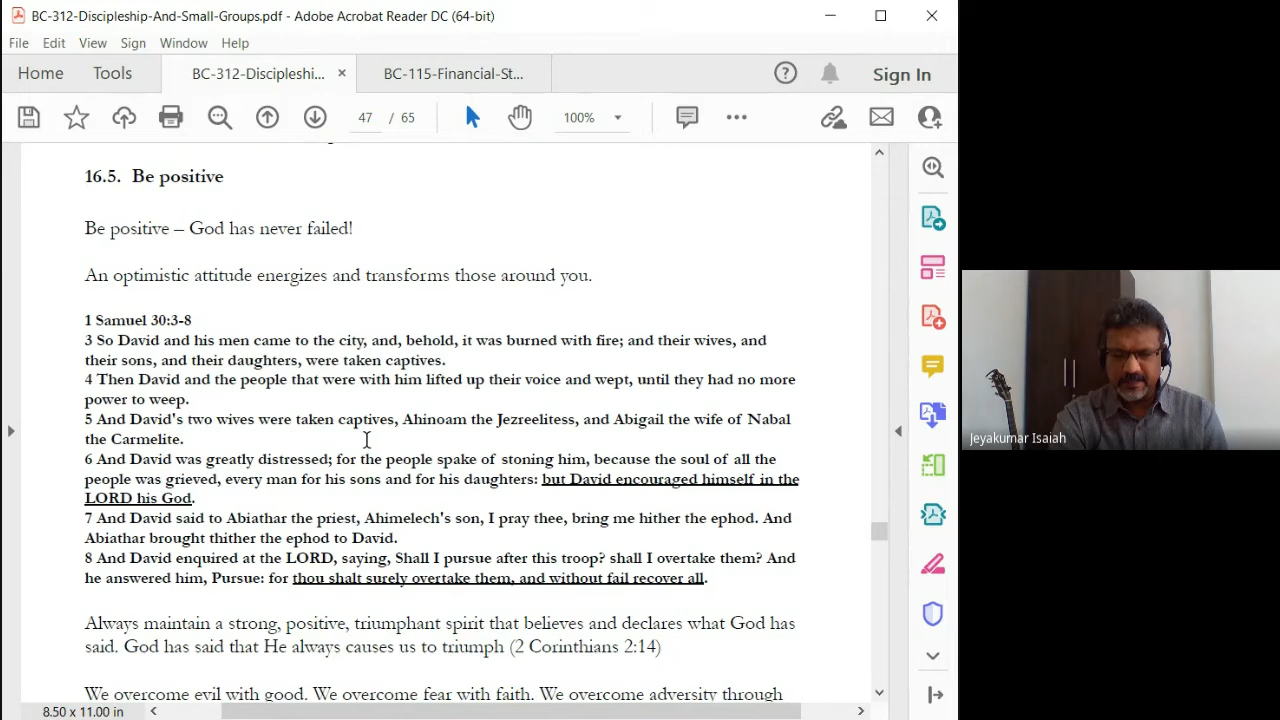 BC-312-Discipleship-And-Small-Groups.pdf - Adobe Acrobat Reader DC (64-bit)
File Edit View Sign Window Help
Home Tools BC-312-Discipleshi... × BC-115-Financial-St... Sign In
47 / 65 100%
16.5. Be positive
Be positive – God has never failed!
An optimistic attitude energizes and transforms those around you.
1 Samuel 30:3-8
3 So David and his men came to the city, and, behold, it was burned with fire; and their wives, and
their sons, and their daughters, were taken captives.
4 Then David and the people that were with him lifted up their voice and wept, until they had no more
power to weep.
5 And David's two wives were taken captives, Ahinoam the Jezreelitess, and Abigail the wife of Nabal
the Carmelite.
6 And David was greatly distressed; for the people spake of stoning him, because the soul of all the
people was grieved, every man for his sons and for his daughters: but David encouraged himself in the
LORD his God.
7 And David said to Abiathar the priest, Ahimelech's son, I pray thee, bring me hither the ephod. And
Abiathar brought thither the ephod to David.
8 And David enquired at the LORD, saying, Shall I pursue after this troop? shall I overtake them? And
he answered him, Pursue: for thou shalt surely overtake them, and without fail recover all.
Always maintain a strong, positive, triumphant spirit that believes and declares what God has
said. God has said that He always causes us to triumph (2 Corinthians 2:14)
We overcome evil with good. We overcome fear with faith. We overcome adversity through
8.50 x 11.00 in
Jeyakumar Isaiah